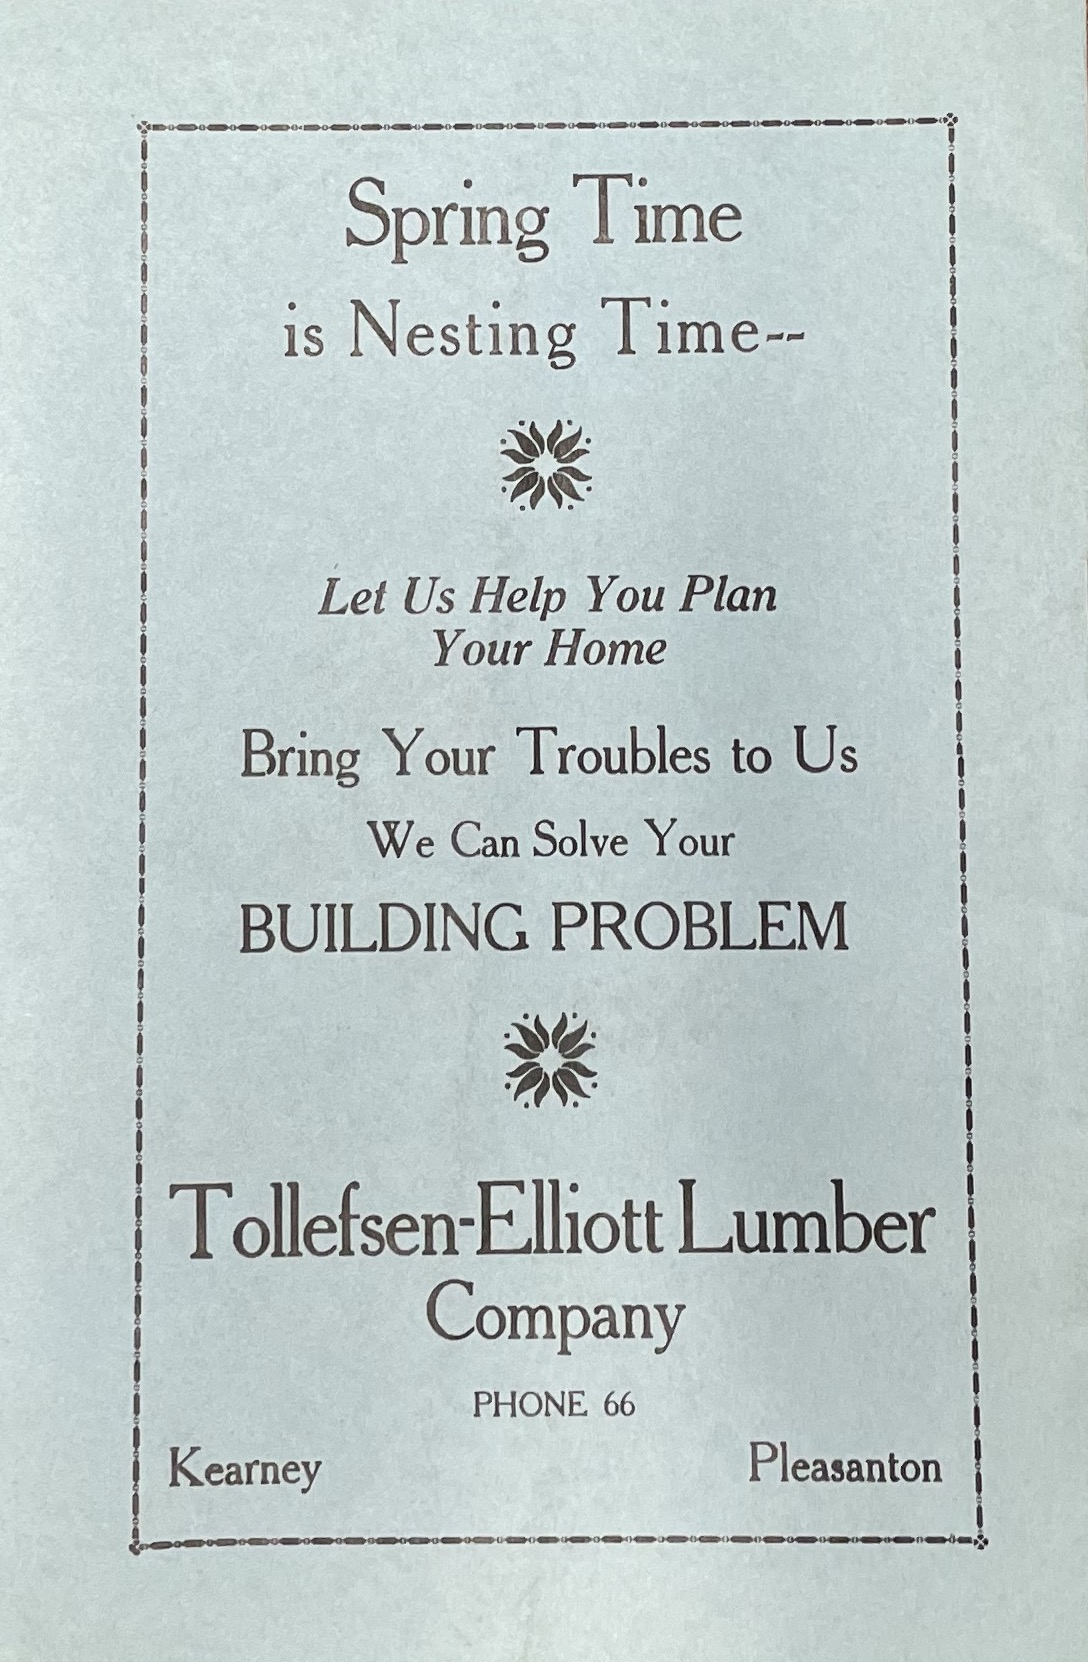 Spring Time
is Nesting Time--
Let Us Help You Plan
Your Home
Bring Your Troubles to Us
We Can Solve Your
BUILDING PROBLEM
Tollefsen-Elliott Lumber
Company
PHONE 66
Kearney
Pleasanton